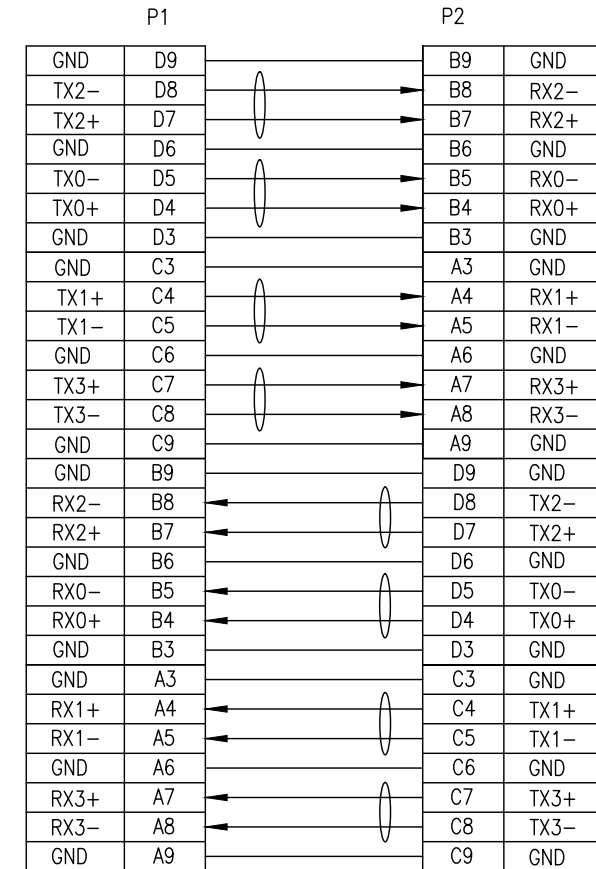 P1 P2
GND D9 B9 GND
TX2- D8 B8 RX2-
TX2+ D7 B7 RX2+
GND D6 B6 GND
TX0- D5 B5 RX0-
TX0+ D4 B4 RX0+
GND D3 B3 GND
GND C3 A3 GND
TX1+ C4 A4 RX1+
TX1- C5 A5 RX1-
GND C6 A6 GND
TX3+ C7 A7 RX3+
TX3- C8 A8 RX3-
GND C9 A9 GND
GND B9 D9 GND
RX2- B8 D8 TX2-
RX2+ B7 D7 TX2+
GND B6 D6 GND
RX0- B5 D5 TX0-
RX0+ B4 D4 TX0+
GND B3 D3 GND
GND A3 C3 GND
RX1+ A4 C4 TX1+
RX1- A5 C5 TX1-
GND A6 C6 GND
RX3+ A7 C7 TX3+
RX3- A8 C8 TX3-
GND A9 C9 GND